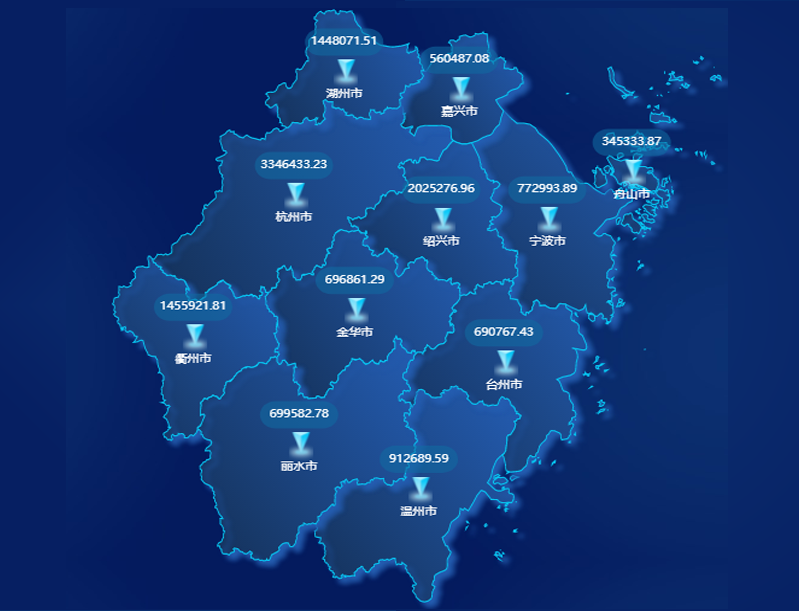 1448071.51
湖州市
560487.08
嘉兴市
345333.87
舟山市
3346433.23
杭州市
2025276.96
绍兴市
772993.89
宁波市
696861.29
金华市
1455921.81
衢州市
690767.43
台州市
699582.78
丽水市
912689.59
温州市